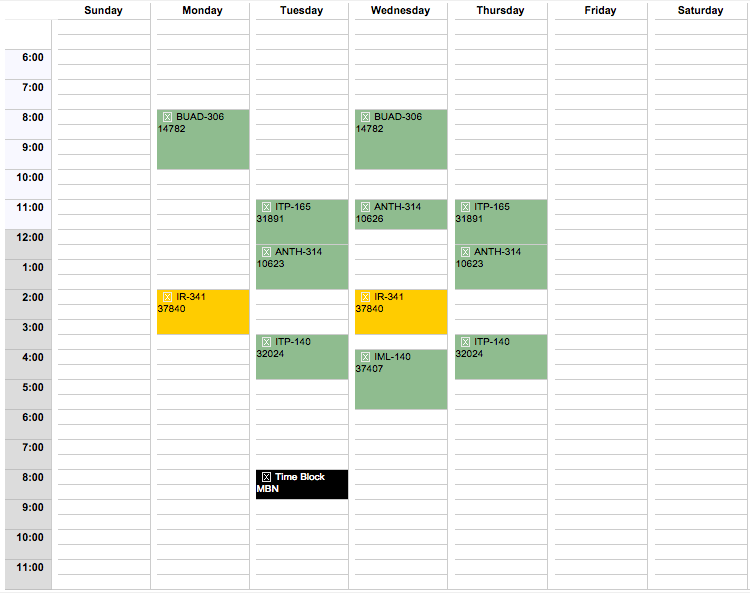 Sunday Monday Tuesday Wednesday Thursday Friday Saturday
6:00
7:00
8:00 BUAD-306 BUAD-306
14782 14782
9:00
10:00
11:00 ITP-165 ANTH-314 ITP-165
31891 10626 31891
12:00
ANTH-314 ANTH-314
1:00 10623 10623
2:00 IR-341 IR-341
37840 37840
3:00
ITP-140 ITP-140
32024 32024
4:00 IML-140
37407
5:00
6:00
7:00
8:00 Time Block
MBN
9:00
10:00
11:00